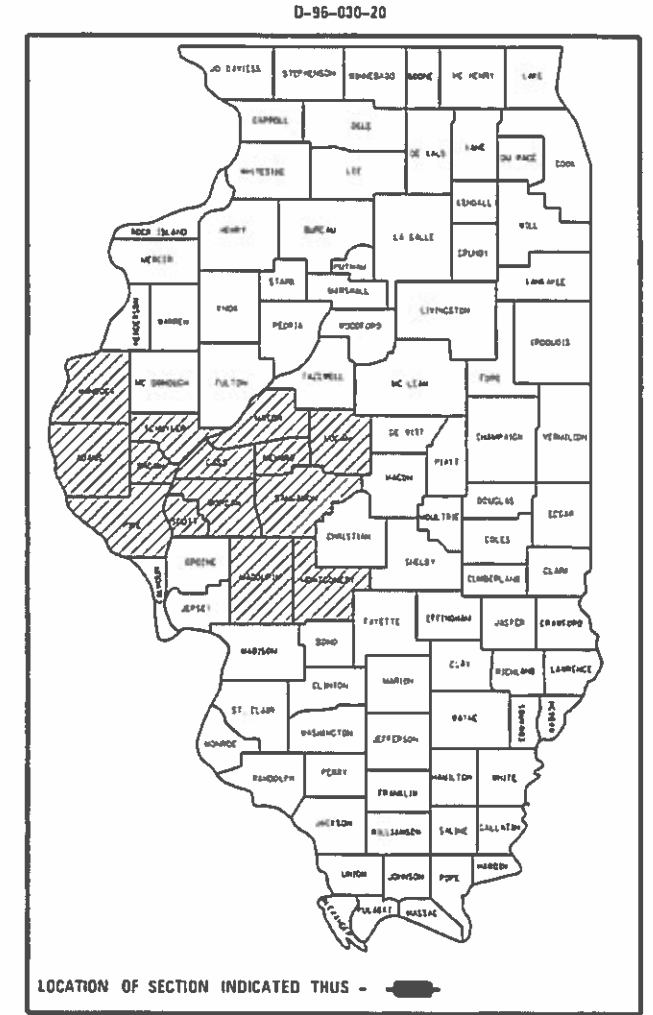 D-96-030-20
JO DAVIESS STEPHENSON WINNEBAGO BOONE MC HENRY LAKE
CARROLL OGLE DE KALB KANE DU PAGE COOK
WHITESIDE LEE
KENDALL WILL
ROCK ISLAND HENRY BUREAU LA SALLE GRUNDY
MERCER PUTNAM KANKAKEE
STARK MARSHALL
HENDERSON WARREN KNOX PEORIA WOODFORD LIVINGSTON IROQUOIS
HANCOCK MC DONOUGH FULTON TAZEWELL MC LEAN FORD
MASON
SCHUYLER LOGAN DE WITT CHAMPAIGN VERMILION
ADAMS BROWN CASS MENARD PIATT
MACON
PIKE SCOTT MORGAN SANGAMON MOULTRIE DOUGLAS EDGAR
CHRISTIAN COLES
GREENE SHELBY
CALHOUN MACOUPIN MONTGOMERY CUMBERLAND CLARK
JERSEY FAYETTE EFFINGHAM JASPER CRAWFORD
MADISON BOND
CLAY RICHLAND LAWRENCE
CLINTON MARION
ST. CLAIR WAYNE EDWARDS WABASH
MONROE WASHINGTON JEFFERSON
RANDOLPH PERRY HAMILTON WHITE
FRANKLIN
JACKSON WILLIAMSON SALINE GALLATIN
UNION JOHNSON POPE HARDIN
ALEXANDER PULASKI MASSAC
LOCATION OF SECTION INDICATED THUS -